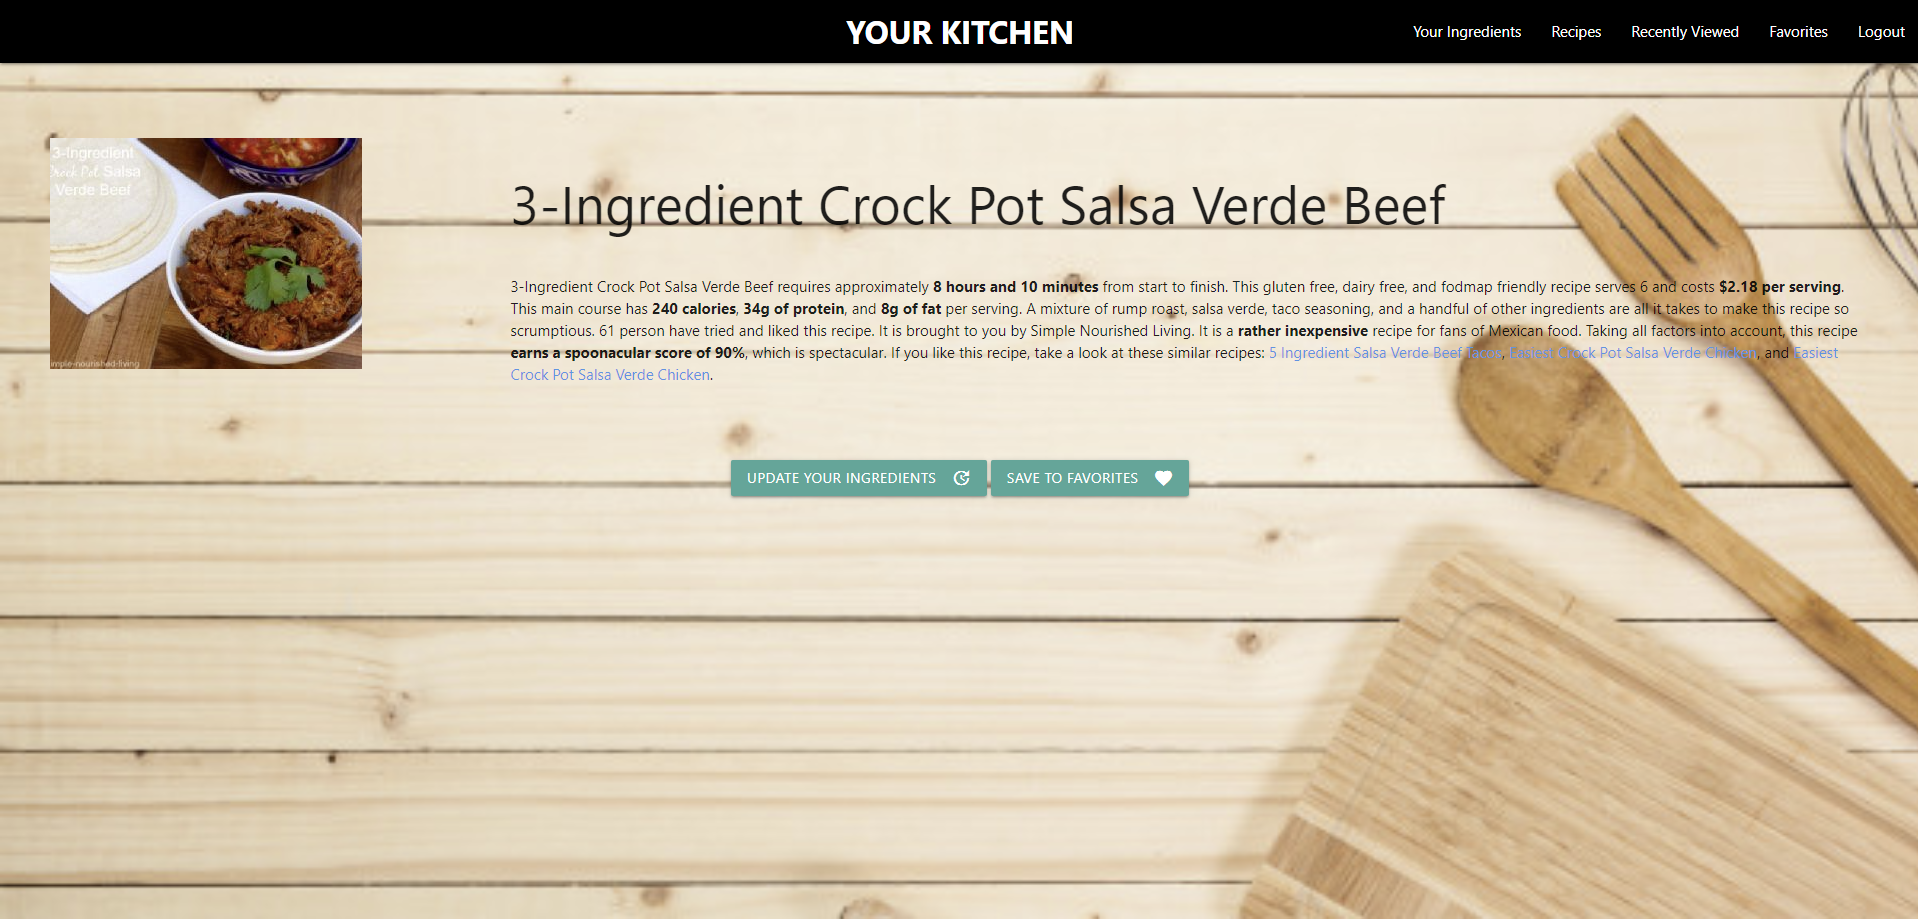 YOUR KITCHEN
Your Ingredients Recipes Recently Viewed Favorites Logout
3-Ingredient
Crock Pot Salsa
Verde Beef
3-Ingredient Crock Pot Salsa Verde Beef
3-Ingredient Crock Pot Salsa Verde Beef requires approximately 8 hours and 10 minutes from start to finish. This gluten free, dairy free, and fodmap friendly recipe serves 6 and costs $2.18 per serving.
This main course has 240 calories, 34g of protein, and 8g of fat per serving. A mixture of rump roast, salsa verde, taco seasoning, and a handful of other ingredients are all it takes to make this recipe so
scrumptious. 61 person have tried and liked this recipe. It is brought to you by Simple Nourished Living. It is a rather inexpensive recipe for fans of Mexican food. Taking all factors into account, this recipe
earns a spoonacular score of 90%, which is spectacular. If you like this recipe, take a look at these similar recipes: 5 Ingredient Salsa Verde Beef Tacos, Easiest Crock Pot Salsa Verde Chicken, and Easiest
Crock Pot Salsa Verde Chicken.
imple-nourished-living
UPDATE YOUR INGREDIENTS
SAVE TO FAVORITES